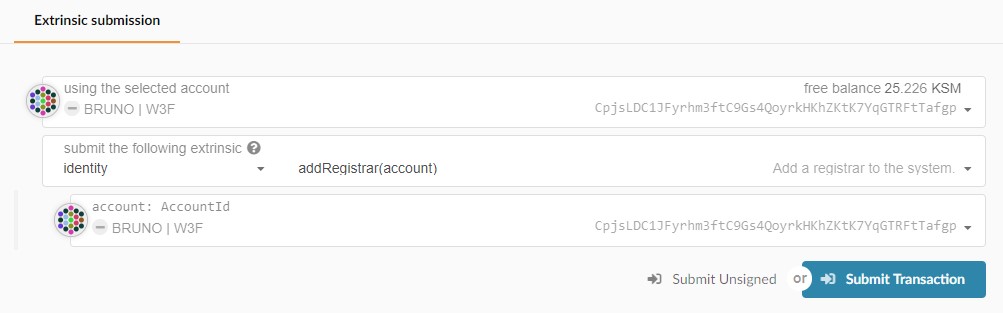 Extrinsic submission
using the selected account
free balance 25.226 KSM
BRUNO | W3F
CpjsLDC1JFyrhm3ftC9Gs4QoyrkHKhZKtK7YqGTRFtTafgp
submit the following extrinsic
identity
addRegistrar(account)
Add a registrar to the system.
account: AccountId
BRUNO | W3F
CpjsLDC1JFyrhm3ftC9Gs4QoyrkHKhZKtK7YqGTRFtTafgp
Submit Unsigned
or
Submit Transaction